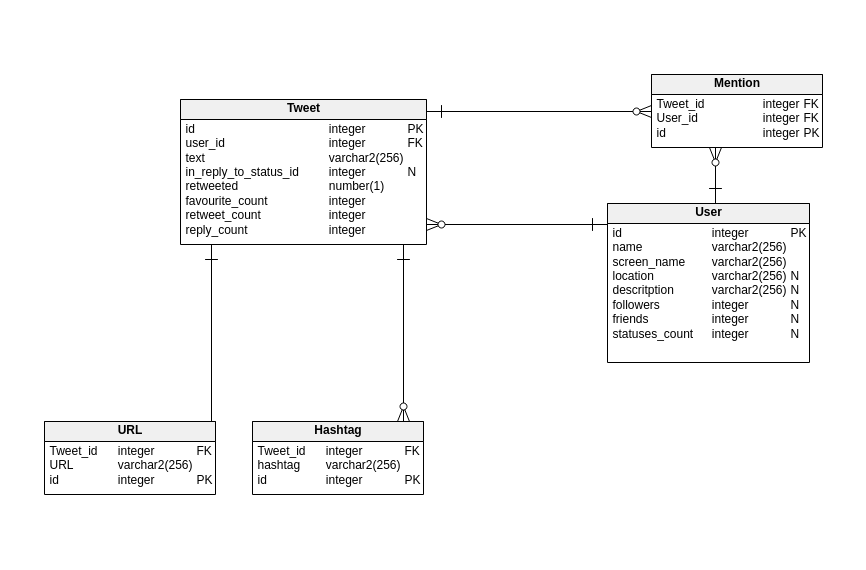 Tweet
id integer PK
user_id integer FK
text varchar2(256)
in_reply_to_status_id integer N
retweeted number(1)
favourite_count integer
retweet_count integer
reply_count integer
Mention
Tweet_id integer FK
User_id integer FK
id integer PK
User
id integer PK
name varchar2(256)
screen_name varchar2(256)
location varchar2(256) N
descritption varchar2(256) N
followers integer N
friends integer N
statuses_count integer N
URL
Tweet_id integer FK
URL varchar2(256)
id integer PK
Hashtag
Tweet_id integer FK
hashtag varchar2(256)
id integer PK